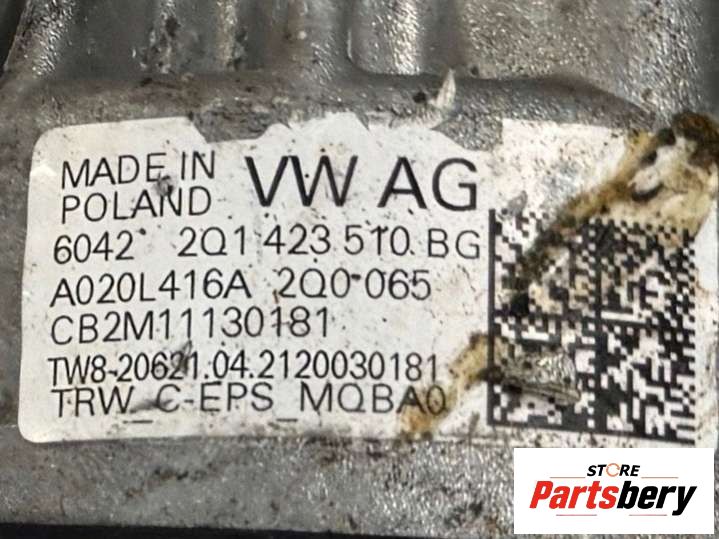 MADE IN VW AG
POLAND
6042 2Q1 423 510 BG
A020L416A 2Q0-065
CB2M11130181
TW8-20621.04.2120030181
TRW_C-EPS_MQBA0
STORE
Partsbery